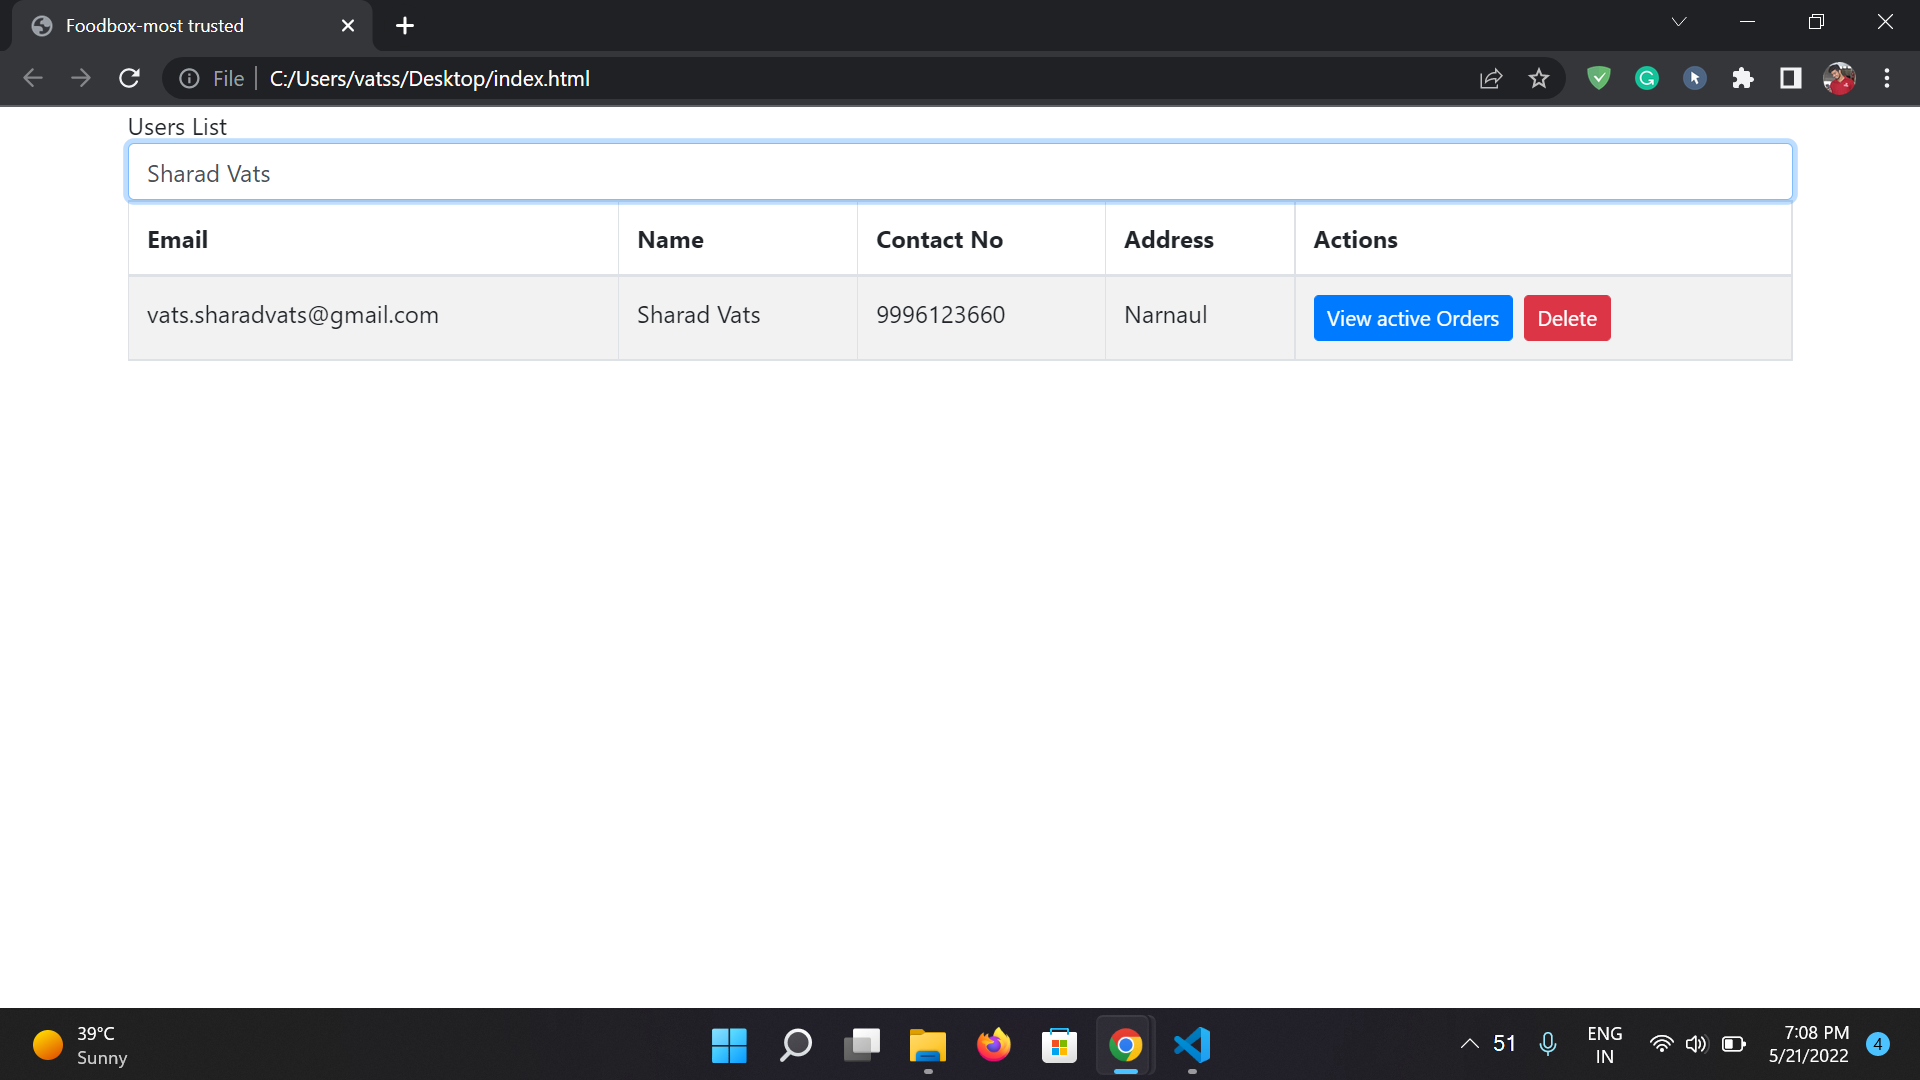 Foodbox-most trusted
File C:/Users/vatss/Desktop/index.html
Users List
Sharad Vats
Email Name Contact No Address Actions
vats.sharadvats@gmail.com Sharad Vats 9996123660 Narnaul View active Orders Delete
39°C
Sunny
51
ENG
IN
7:08 PM
5/21/2022
4